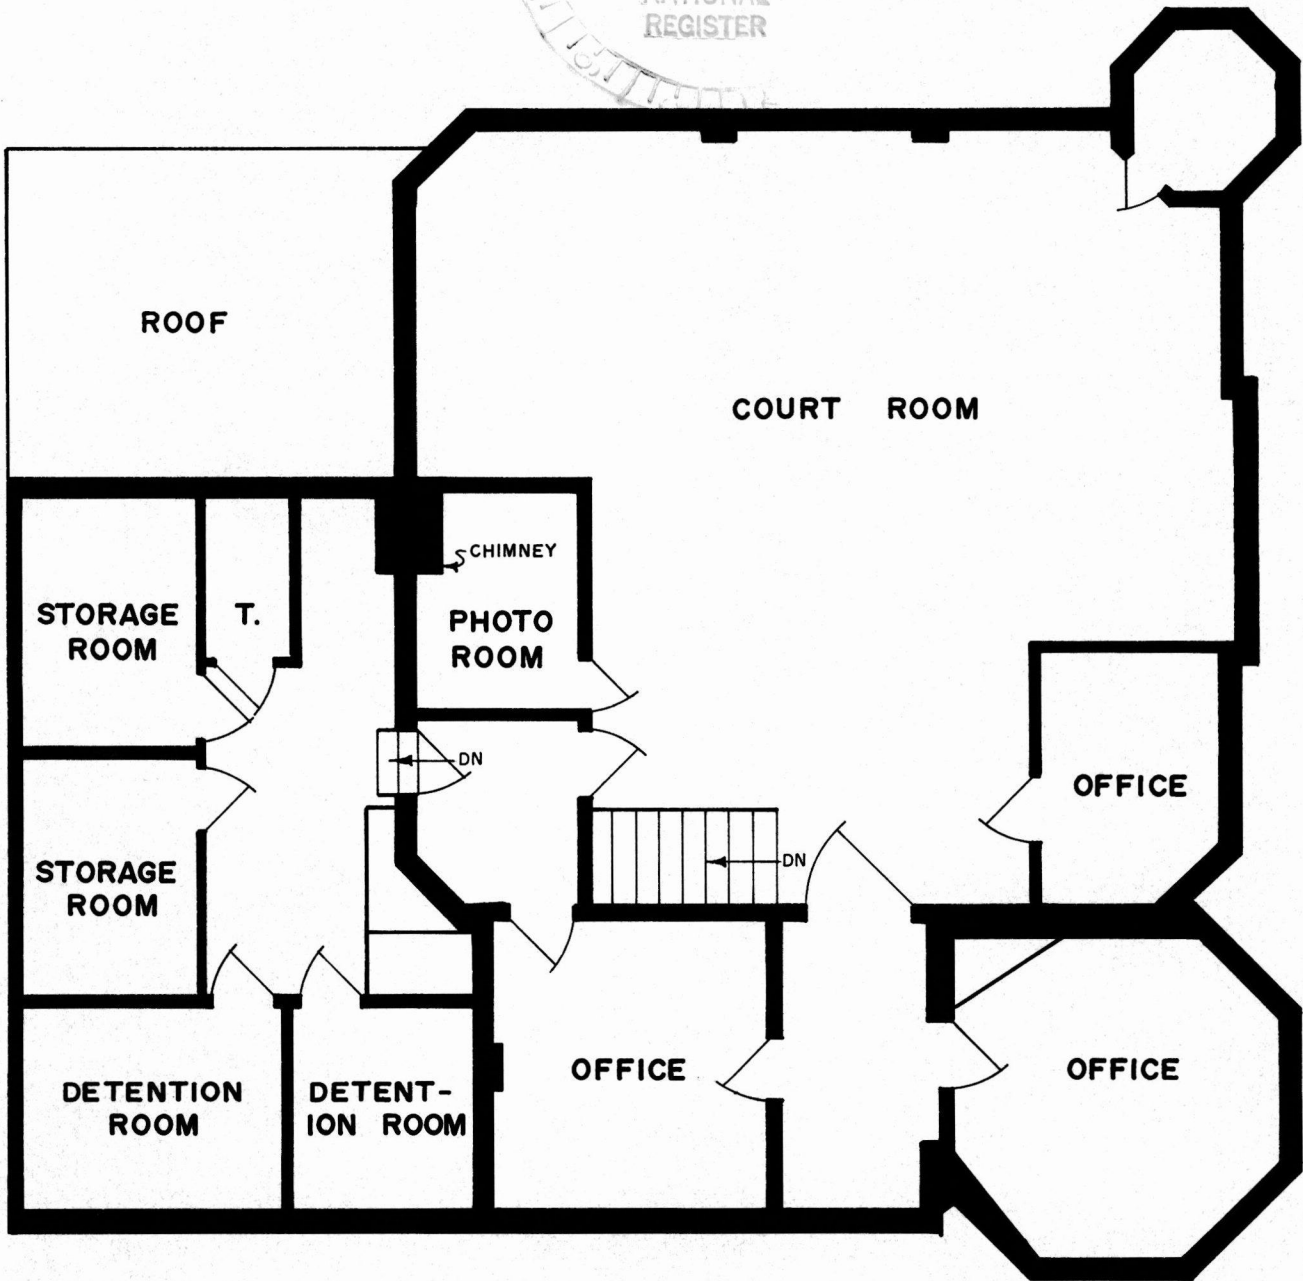 NATIONAL
REGISTER
ROOF
COURT ROOM
CHIMNEY
STORAGE
ROOM
T.
PHOTO
ROOM
DN
OFFICE
STORAGE
ROOM
DN
DETENTION
ROOM
DETENT-
ION ROOM
OFFICE
OFFICE